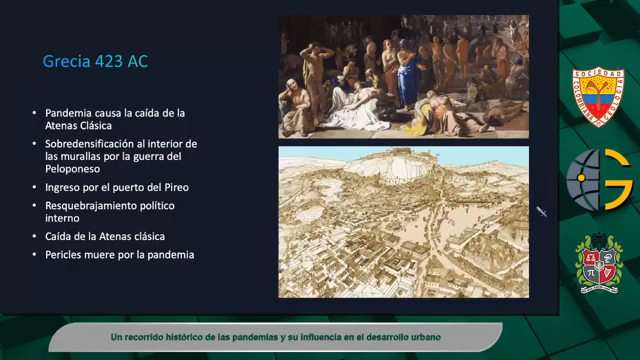 Grecia 423 AC
• Pandemia causa la caída de la
Atenas Clásica
• Sobredensificación al interior de
las murallas por la guerra del
Peloponeso
• Ingreso por el puerto del Pireo
• Resquebrajamiento político
interno
• Caída de la Atenas clásica
• Pericles muere por la pandemia
SOCIEDAD
Un recorrido histórico de las pandemias y su influencia en el desarrollo urbano